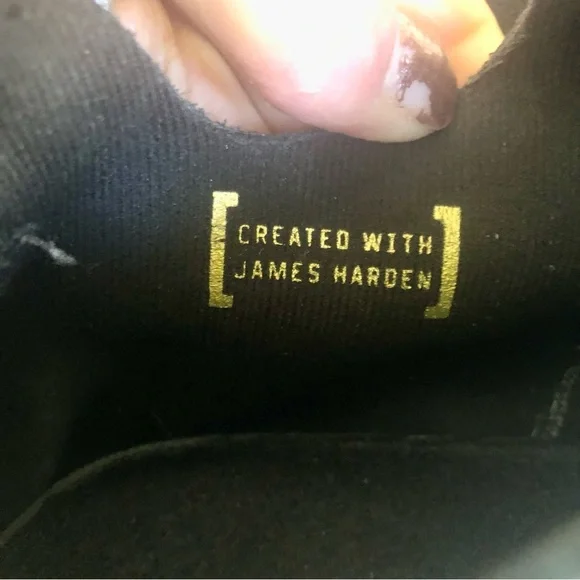 [CREATED WITH
JAMES HARDEN]